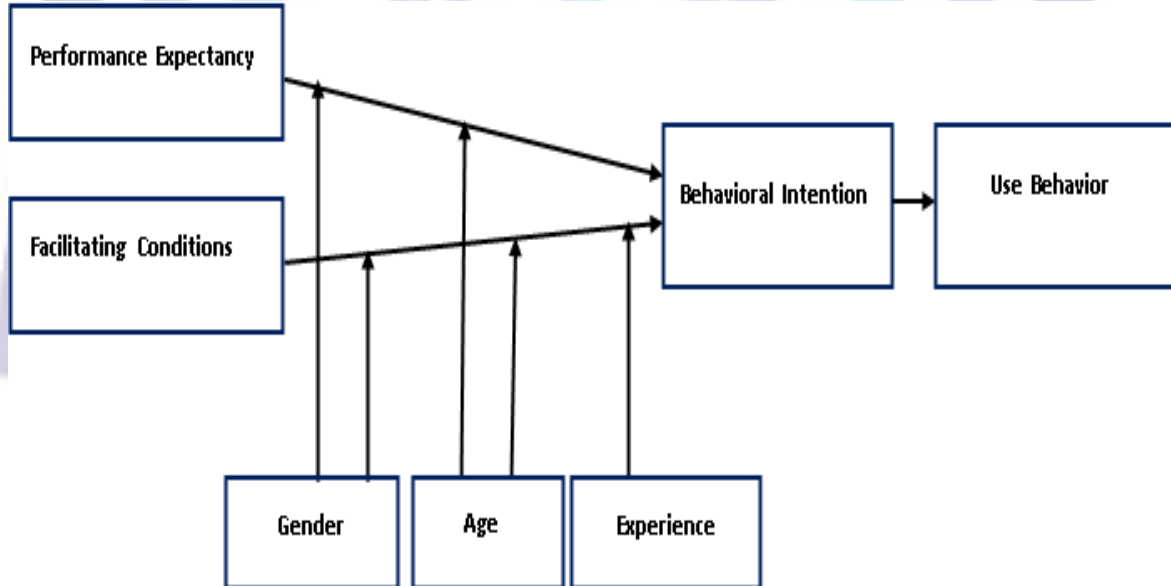 Performance Expectancy
Facilitating Conditions
Behavioral Intention
Use Behavior
Gender
Age
Experience